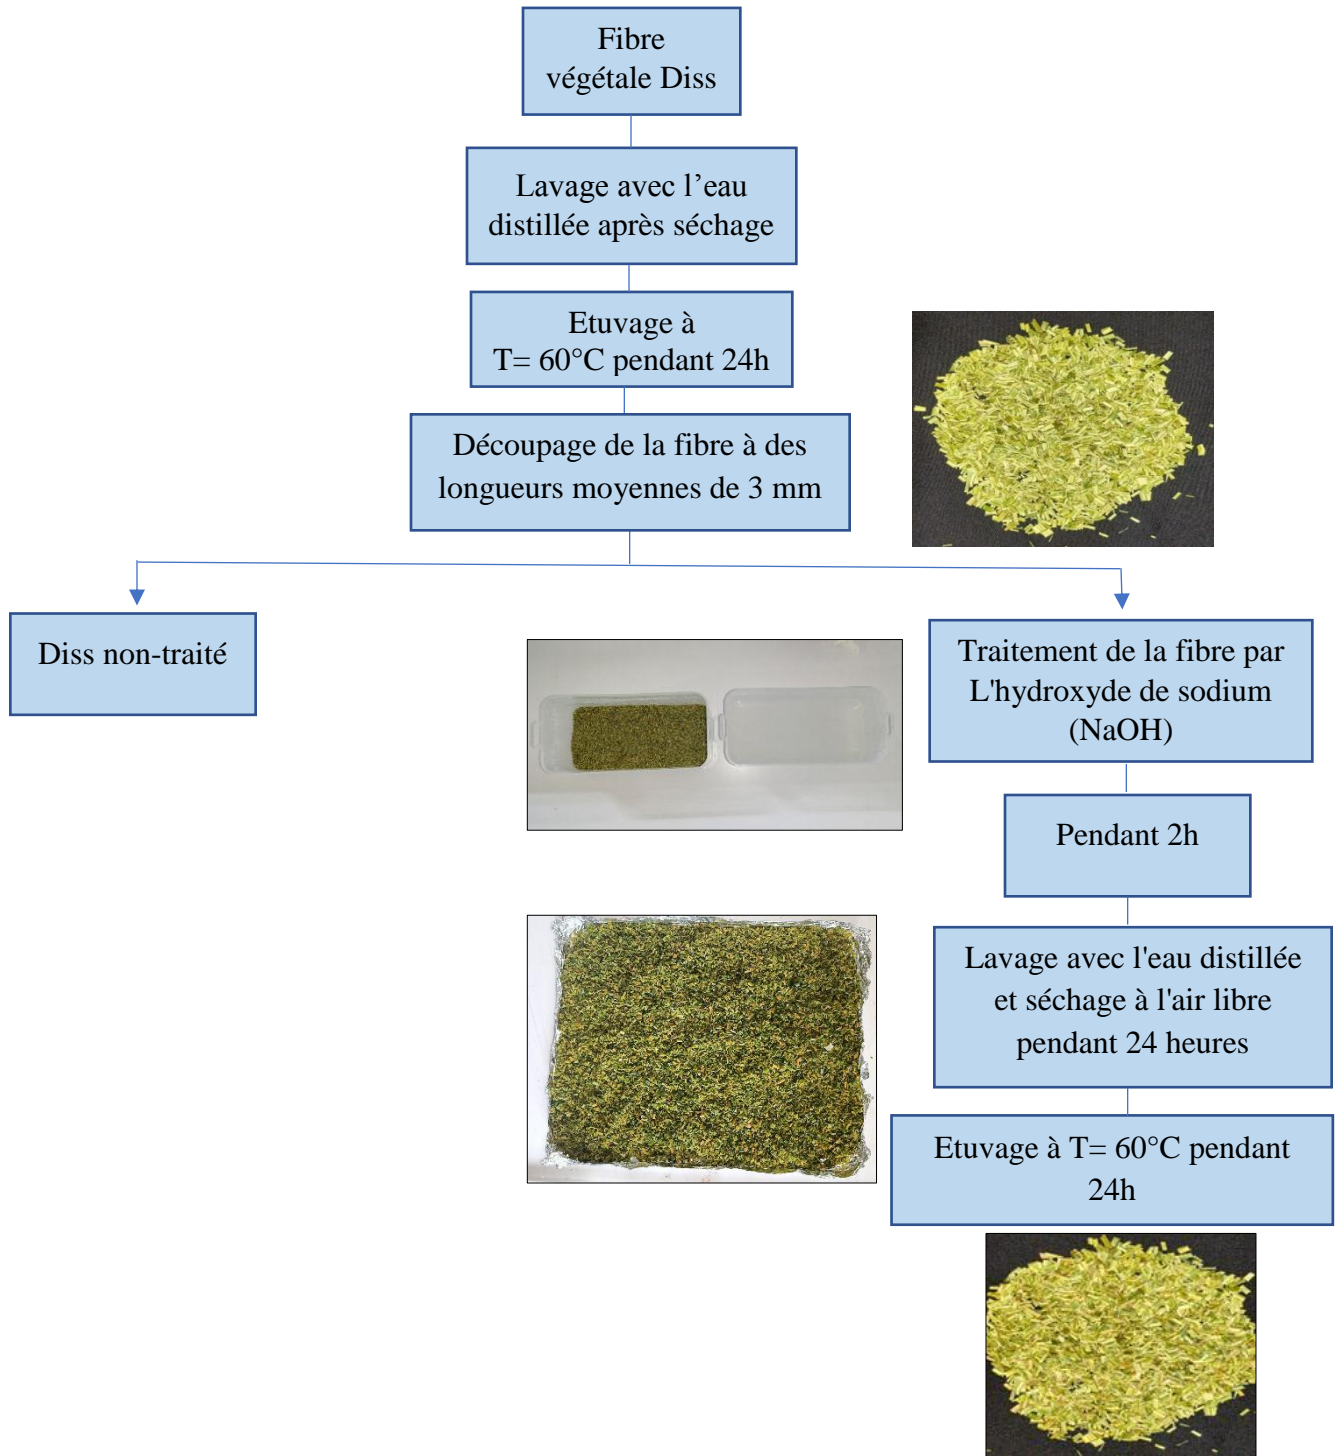 Fibre
végétale Diss
Lavage avec l’eau
distillée après séchage
Etuvage à
T= 60°C pendant 24h
Découpage de la fibre à des
longueurs moyennes de 3 mm
Diss non-traité
Traitement de la fibre par
L'hydroxyde de sodium
(NaOH)
Pendant 2h
Lavage avec l'eau distillée
et séchage à l'air libre
pendant 24 heures
Etuvage à T= 60°C pendant
24h